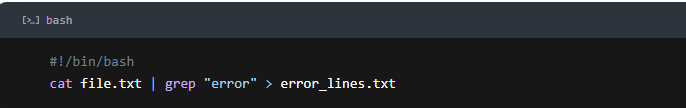 [>_] bash
#!/bin/bash
cat file.txt | grep "error" > error_lines.txt